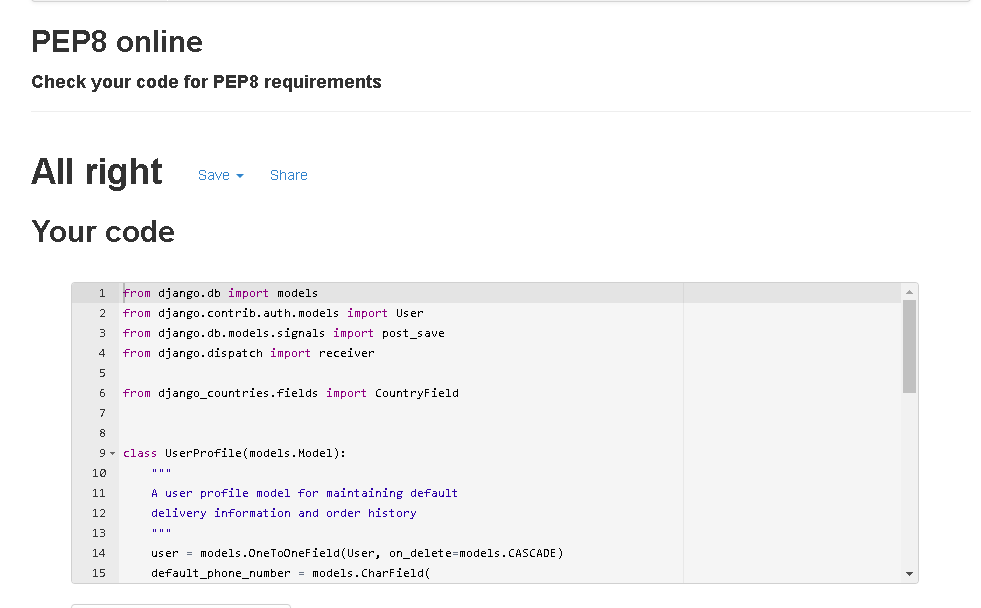 PEP8 online
Check your code for PEP8 requirements
All right Save Share
Your code
1 from django.db import models
2 from django.contrib.auth.models import User
3 from django.db.models.signals import post_save
4 from django.dispatch import receiver
5
6 from django_countries.fields import CountryField
7
8
9 class UserProfile(models.Model):
10 """
11 A user profile model for maintaining default
12 delivery information and order history
13 """
14 user = models.OneToOneField(User, on_delete=models.CASCADE)
15 default_phone_number = models.CharField(